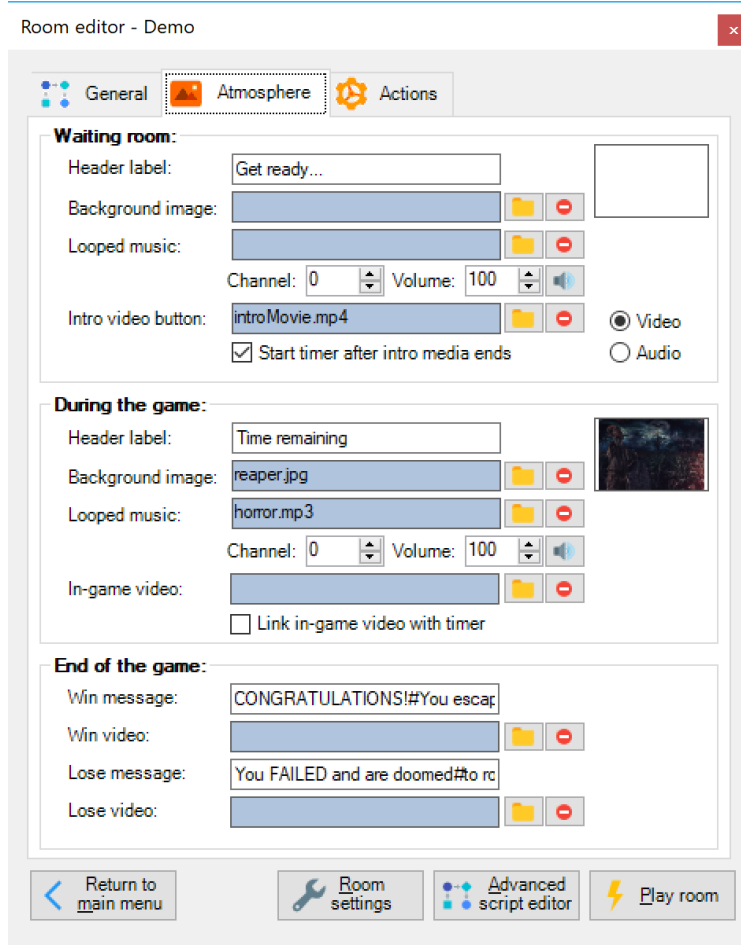 Room editor - Demo
x
General Atmosphere Actions
Waiting room:
Header label: Get ready...
Background image:
Looped music:
Channel: 0 Volume: 100
Intro video button: introMovie.mp4 Video
Start timer after intro media ends Audio
During the game:
Header label: Time remaining
Background image: reaper.jpg
Looped music: horror.mp3
Channel: 0 Volume: 100
In-game video:
Link in-game video with timer
End of the game:
Win message: CONGRATULATIONS!#You escap
Win video:
Lose message: You FAILED and are doomed#to ro
Lose video:
Return to main menu
Room settings
Advanced script editor
Play room